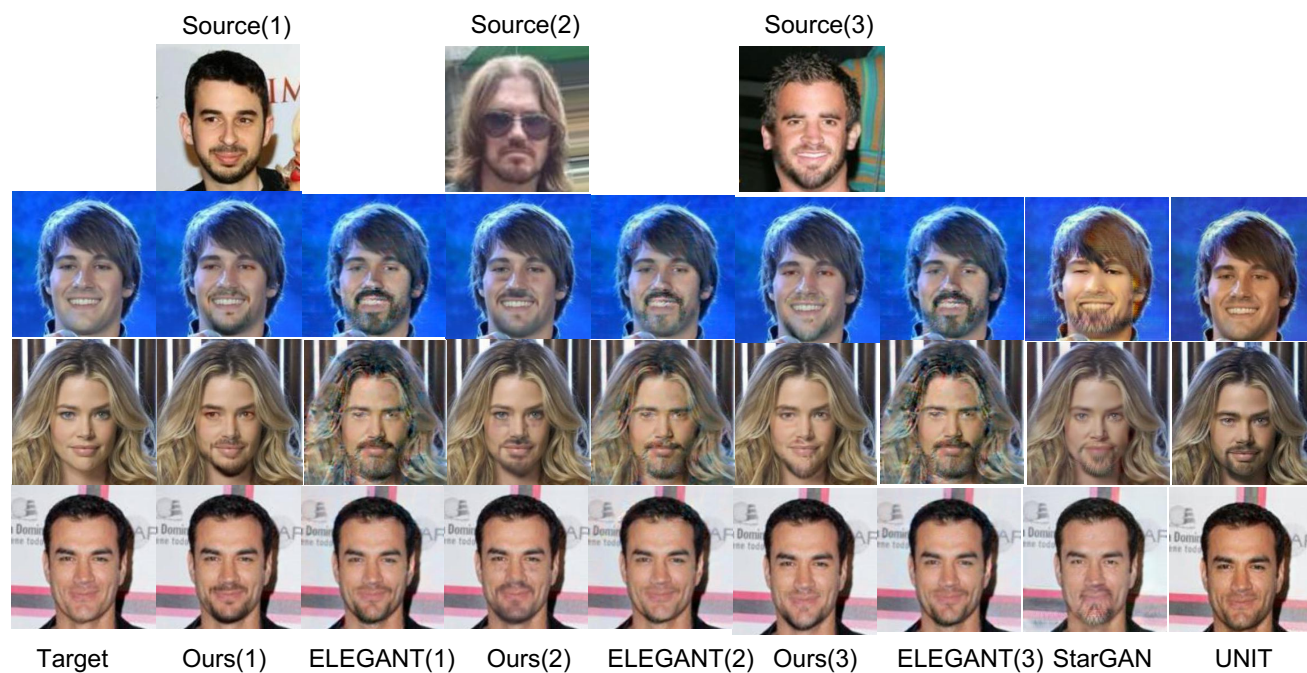 Source(1) Source(2) Source(3)
IM
Target Ours(1) ELEGANT(1) Ours(2) ELEGANT(2) Ours(3) ELEGANT(3) StarGAN UNIT